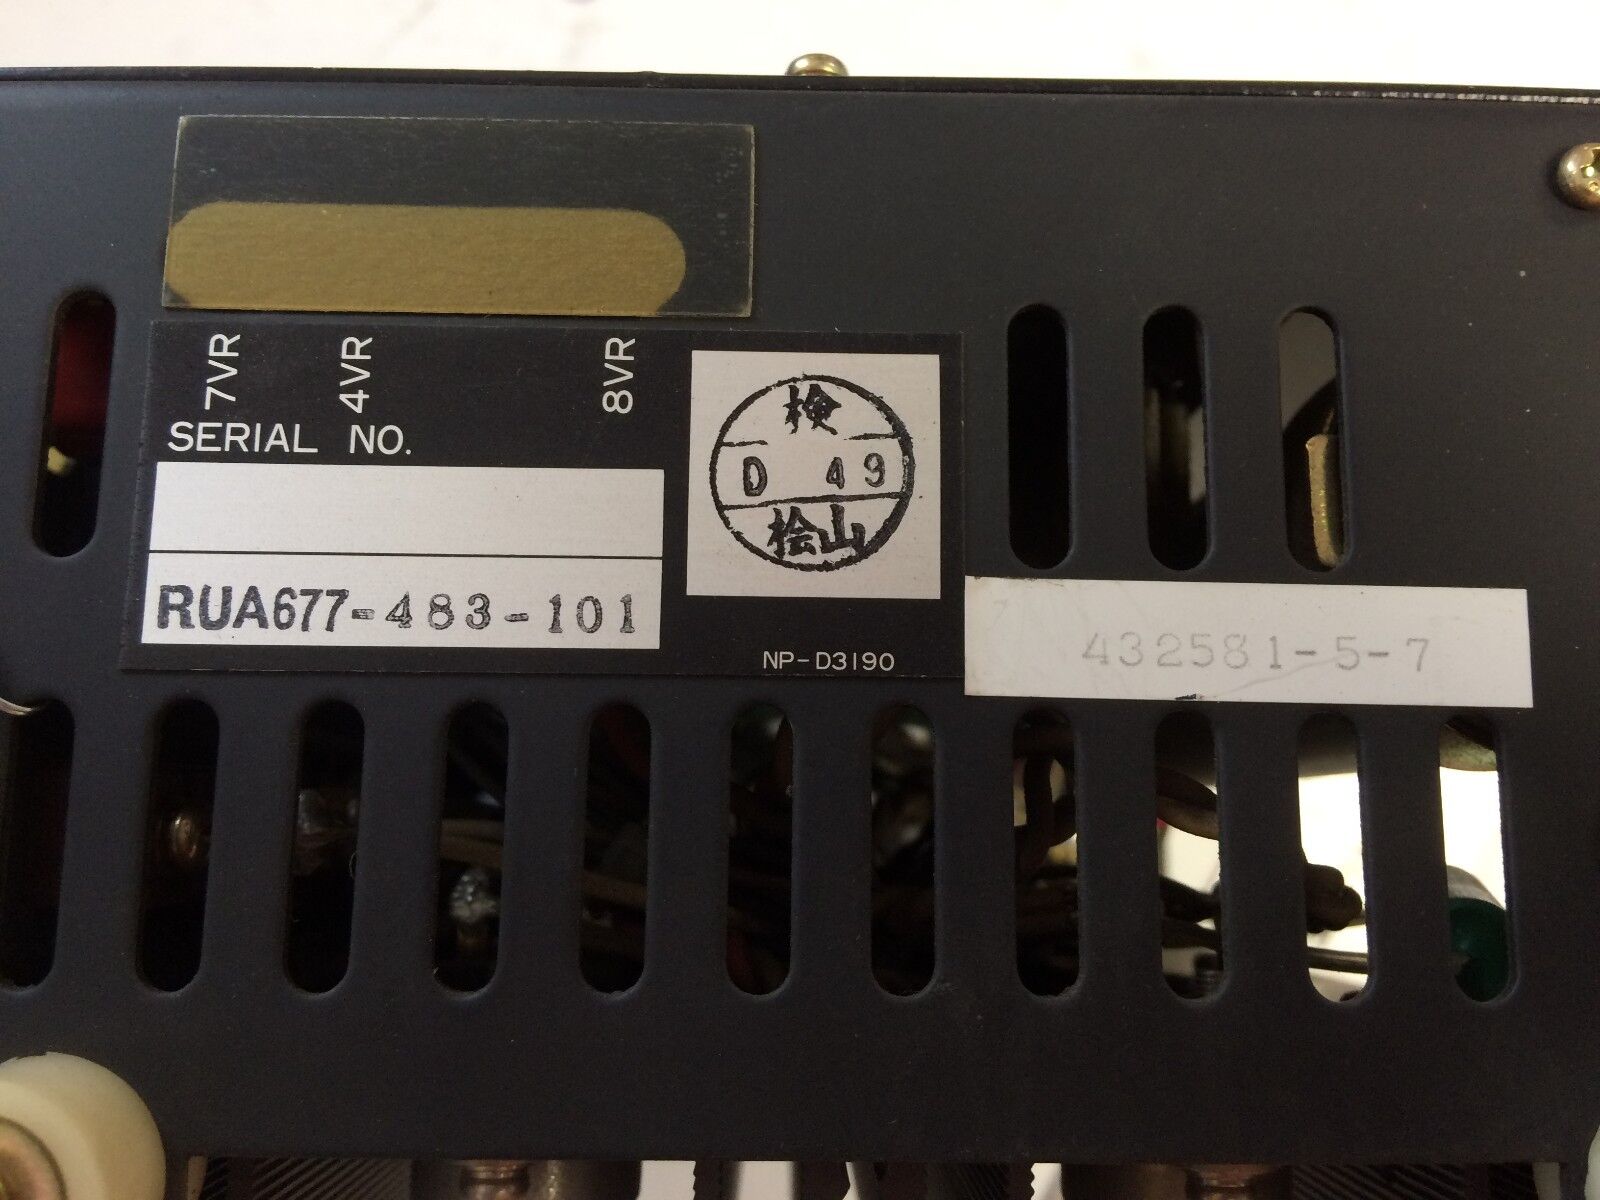 7VR 4VR 8VR
SERIAL NO.
RUA677-483-101
検
D 49
桧山
NP-D3190
432581-5-7